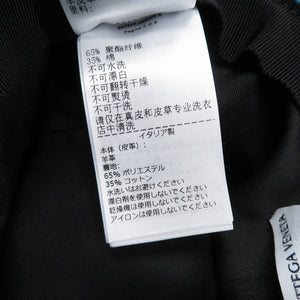 里料:
65% 聚酯纤维
35% 棉
不可水洗
不可漂白
不可翻转干燥
不可熨烫
不可干洗
请仅在真皮和皮草专业洗衣
店中清洗
イタリア製
本体(皮革):
羊革
裏地:
65% ポリエステル
35% コットン
水洗いはお避けください
漂白剤を使用しないでください
乾燥機は使用しないでください
アイロンは使用しないでください
TEGA VENETA